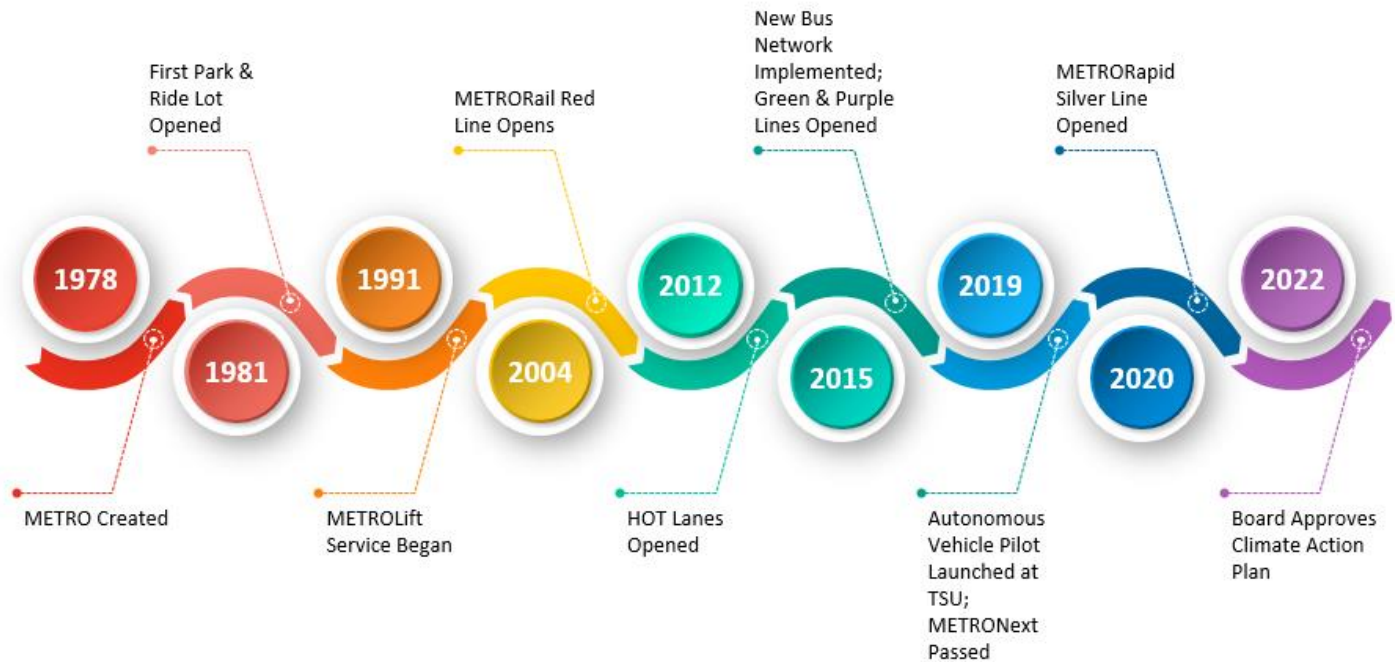 1978
METRO Created
First Park &
Ride Lot
Opened
1981
1991
METROLift
Service Began
METRORail Red
Line Opens
2004
2012
HOT Lanes
Opened
New Bus
Network
Implemented;
Green & Purple
Lines Opened
2015
2019
Autonomous
Vehicle Pilot
Launched at
TSU;
METRONext
Passed
METRORapid
Silver Line
Opened
2020
2022
Board Approves
Climate Action
Plan